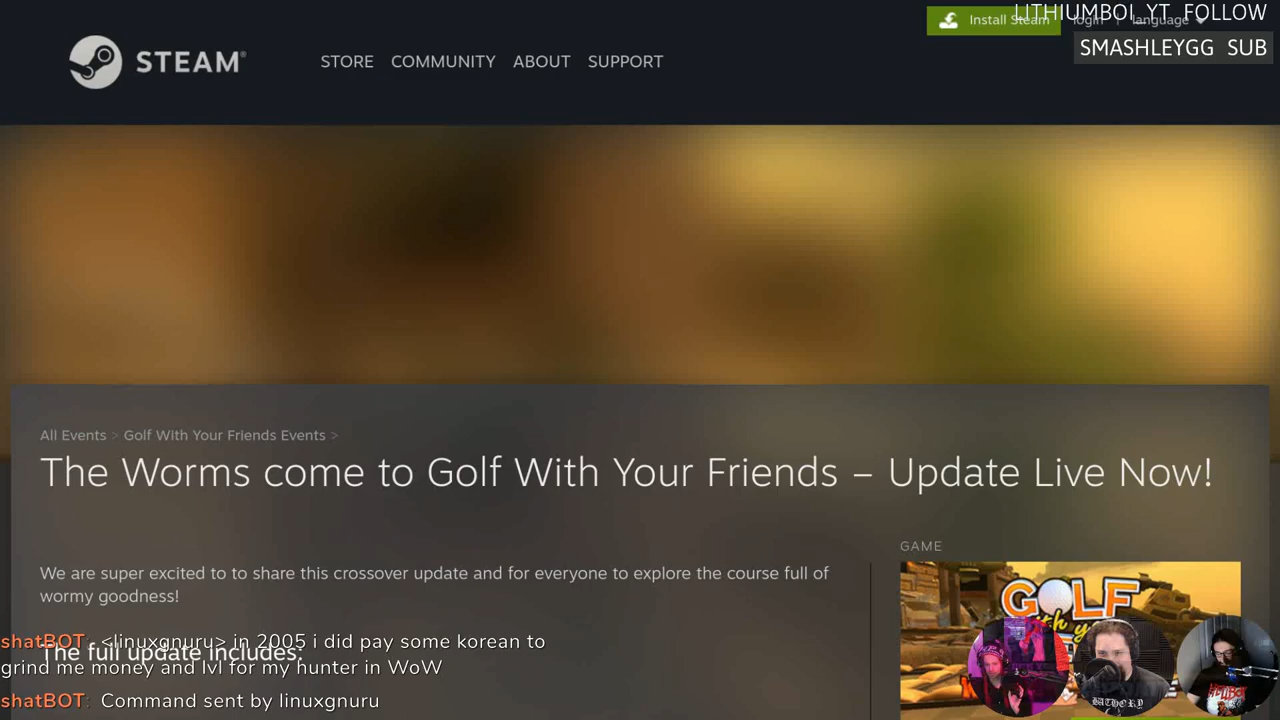 LITHIUMBOI_YT FOLLOW
Install Steam
login | language
SMASHLEYGG SUB
STEAM®
STORE COMMUNITY ABOUT SUPPORT
All Events > Golf With Your Friends Events >
The Worms come to Golf With Your Friends – Update Live Now!
GAME
We are super excited to to share this crossover update and for everyone to explore the course full of
wormy goodness!
GOLF
with
The full update includes:
shatBOT: <linuxgnuru> in 2005 i did pay some korean to
grind me money and lvl for my hunter in WoW
shatBOT: Command sent by linuxgnuru
BATHORY